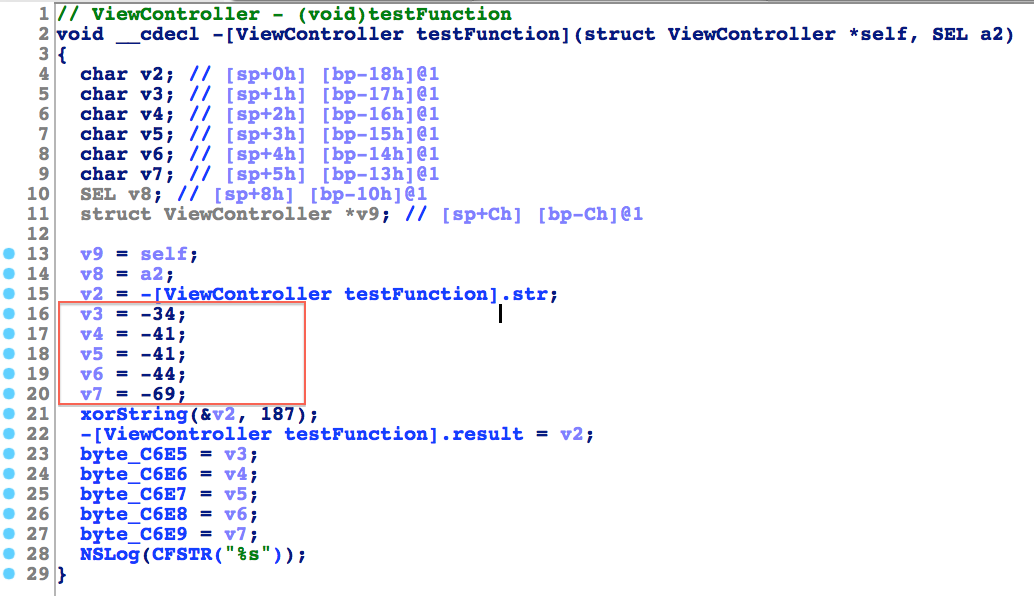 1 // ViewController - (void)testFunction
2 void __cdecl -[ViewController testFunction](struct ViewController *self, SEL a2)
3 {
4   char v2; // [sp+0h] [bp-18h]@1
5   char v3; // [sp+1h] [bp-17h]@1
6   char v4; // [sp+2h] [bp-16h]@1
7   char v5; // [sp+3h] [bp-15h]@1
8   char v6; // [sp+4h] [bp-14h]@1
9   char v7; // [sp+5h] [bp-13h]@1
10   SEL v8; // [sp+8h] [bp-10h]@1
11   struct ViewController *v9; // [sp+Ch] [bp-Ch]@1
12
13   v9 = self;
14   v8 = a2;
15   v2 = -[ViewController testFunction].str;
16   v3 = -34;
17   v4 = -41;
18   v5 = -41;
19   v6 = -44;
20   v7 = -69;
21   xorString(&v2, 187);
22   -[ViewController testFunction].result = v2;
23   byte_C6E5 = v3;
24   byte_C6E6 = v4;
25   byte_C6E7 = v5;
26   byte_C6E8 = v6;
27   byte_C6E9 = v7;
28   NSLog(CFSTR("%s"));
29 }